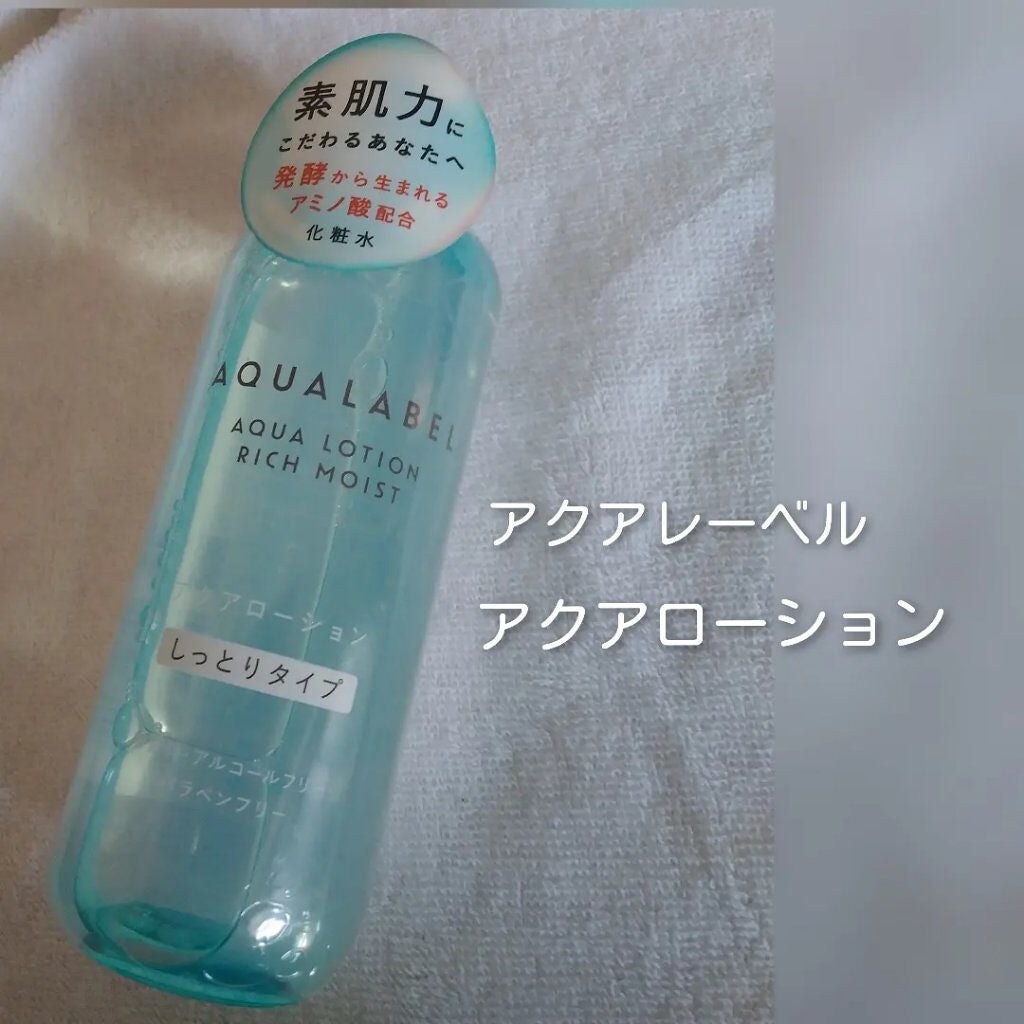 素肌力に
こだわるあなたへ
発酵から生まれる
アミノ酸配合
化粧水
AQUALABEL
AQUA LOTION
RICH MOIST
アクアレーベル
アクアローション
アクアローション
しっとりタイプ
アルコールフリー
パラベンフリー